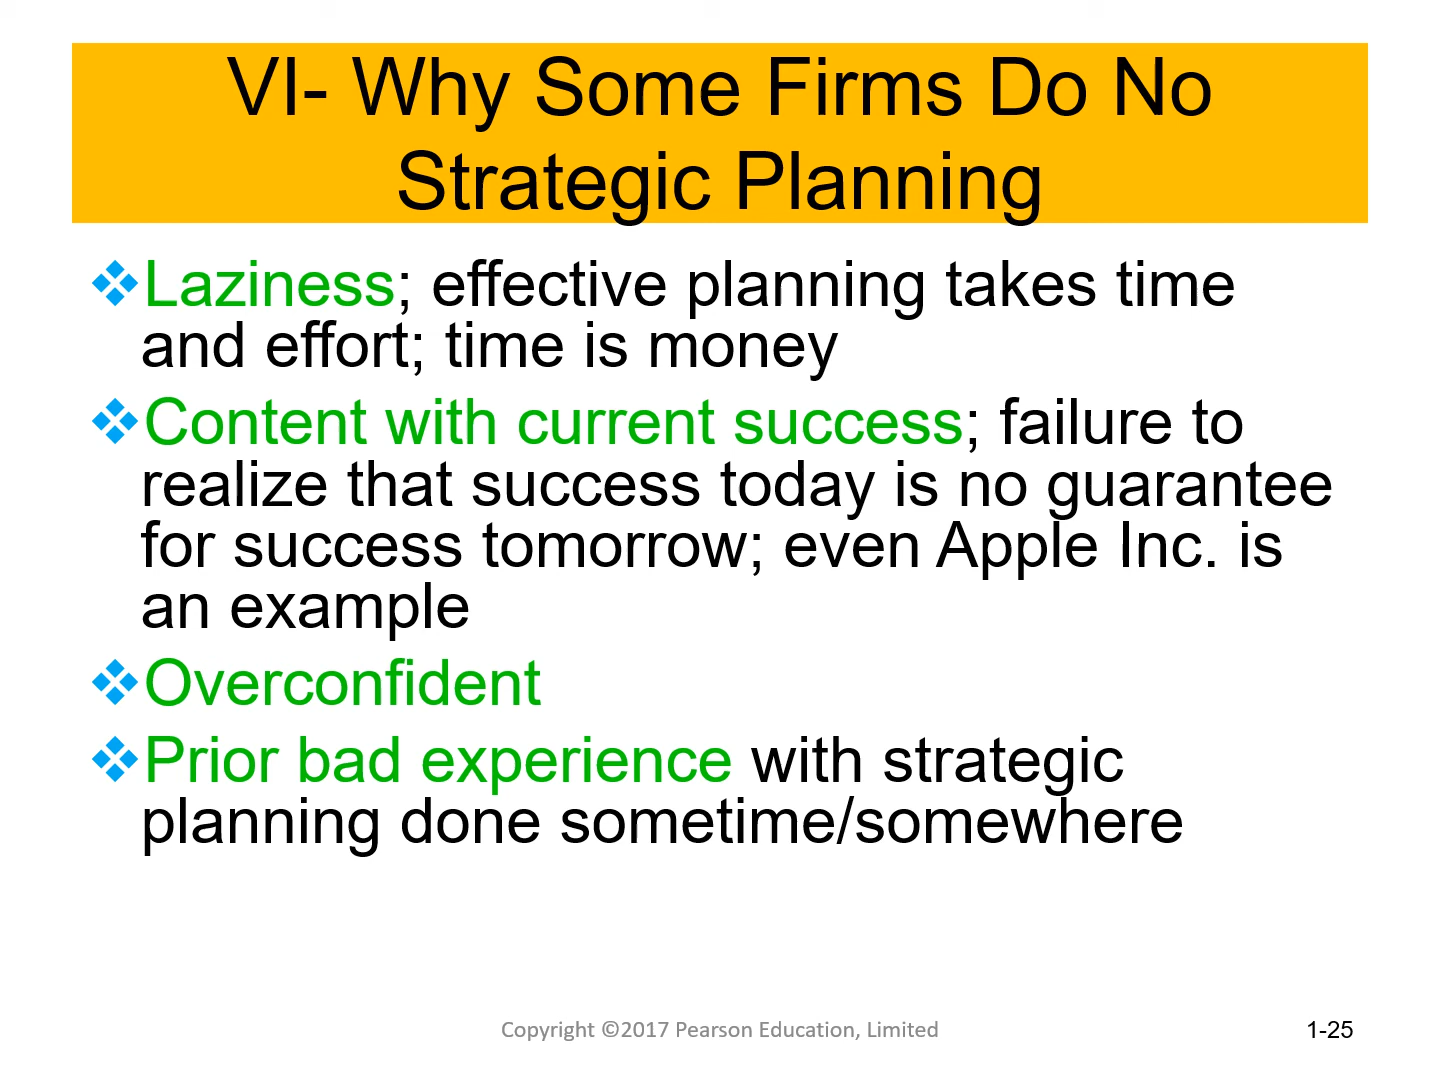 VI- Why Some Firms Do No
Strategic Planning
❖Laziness; effective planning takes time
and effort; time is money
❖Content with current success; failure to
realize that success today is no guarantee
for success tomorrow; even Apple Inc. is
an example
❖Overconfident
❖Prior bad experience with strategic
planning done sometime/somewhere
Copyright ©2017 Pearson Education, Limited
1-25